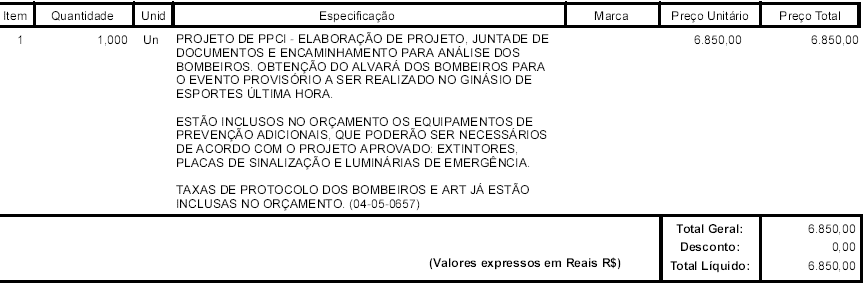 Item Quantidade Unid Especificação Marca Preço Unitário Preço Total
1 1,000 Un PROJETO DE PPCI - ELABORAÇÃO DE PROJETO, JUNTADE DE 6.850,00 6.850,00
DOCUMENTOS E ENCAMINHAMENTO PARA ANÁLISE DOS
BOMBEIROS. OBTENÇÃO DO ALVARÁ DOS BOMBEIROS PARA
O EVENTO PROVISÓRIO A SER REALIZADO NO GINÁSIO DE
ESPORTES ÚLTIMA HORA.
ESTÃO INCLUSOS NO ORÇAMENTO OS EQUIPAMENTOS DE
PREVENÇÃO ADICIONAIS, QUE PODERÃO SER NECESSÁRIOS
DE ACORDO COM O PROJETO APROVADO: EXTINTORES,
PLACAS DE SINALIZAÇÃO E LUMINÁRIAS DE EMERGÊNCIA.
TAXAS DE PROTOCOLO DOS BOMBEIROS E ART JÁ ESTÃO
INCLUSAS NO ORÇAMENTO. (04-05-0657)
Total Geral: 6.850,00
Desconto: 0,00
(Valores expressos em Reais R$) Total Líquido: 6.850,00